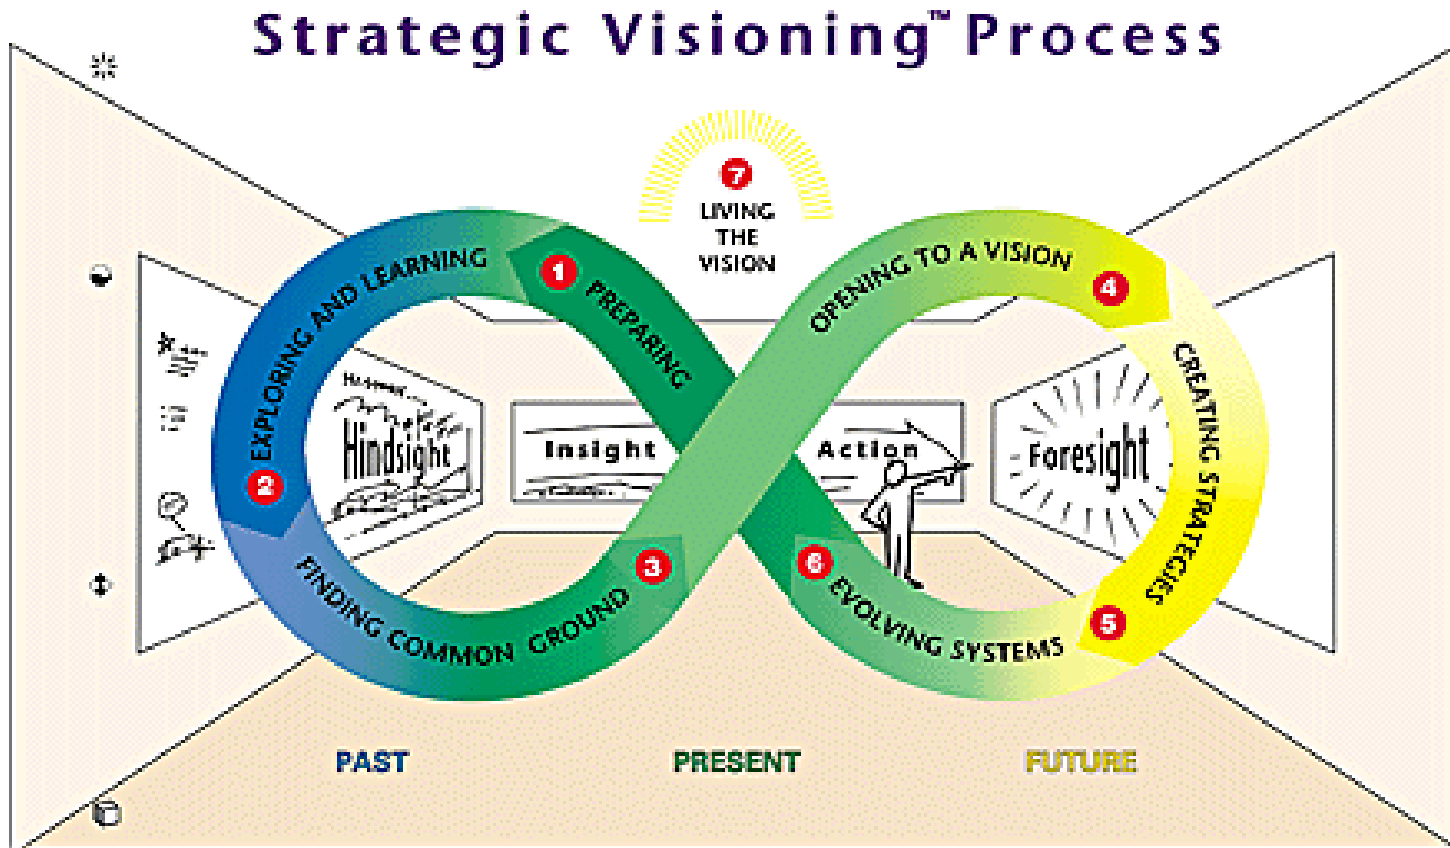 Strategic Visioning™ Process
7
LIVING
THE
VISION
1
PREPARING
2
EXPLORING AND LEARNING
3
FINDING COMMON GROUND
4
OPENING TO A VISION
5
CREATING STRATEGIES
6
EVOLVING SYSTEMS
Hindsight
Insight
Action
Foresight
PAST
PRESENT
FUTURE